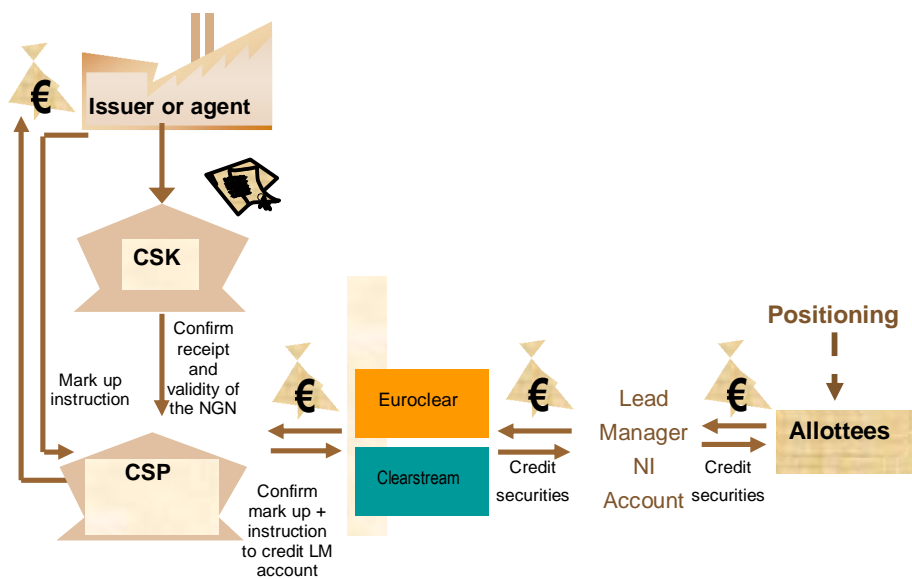 €
Issuer or agent
CSK
Confirm
receipt
and
validity of
the NGN
Mark up
instruction
CSP
€
Confirm
mark up +
instruction
to credit LM
account
Euroclear
Clearstream
€
Credit
securities
Lead
Manager
NI
Account
€
Credit
securities
Positioning
Allottees